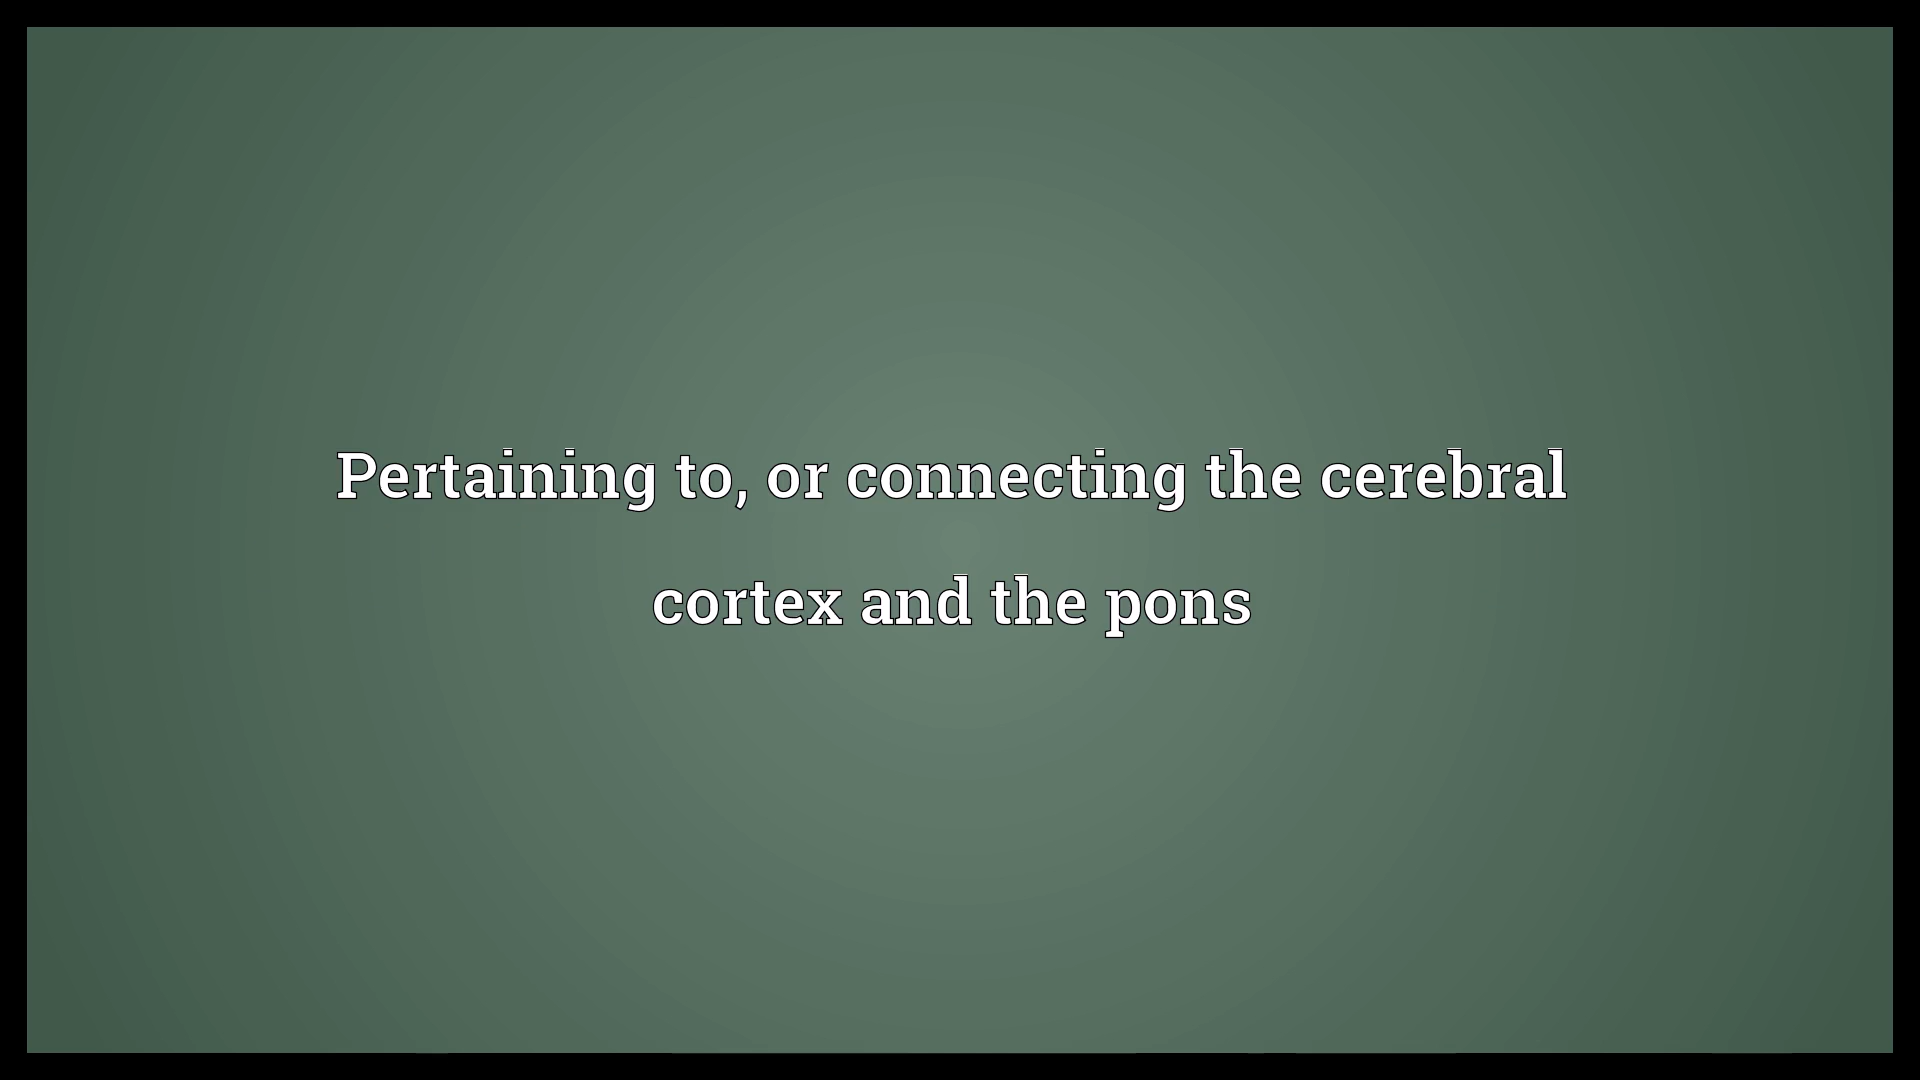 Pertaining to, or connecting the cerebral
cortex and the pons